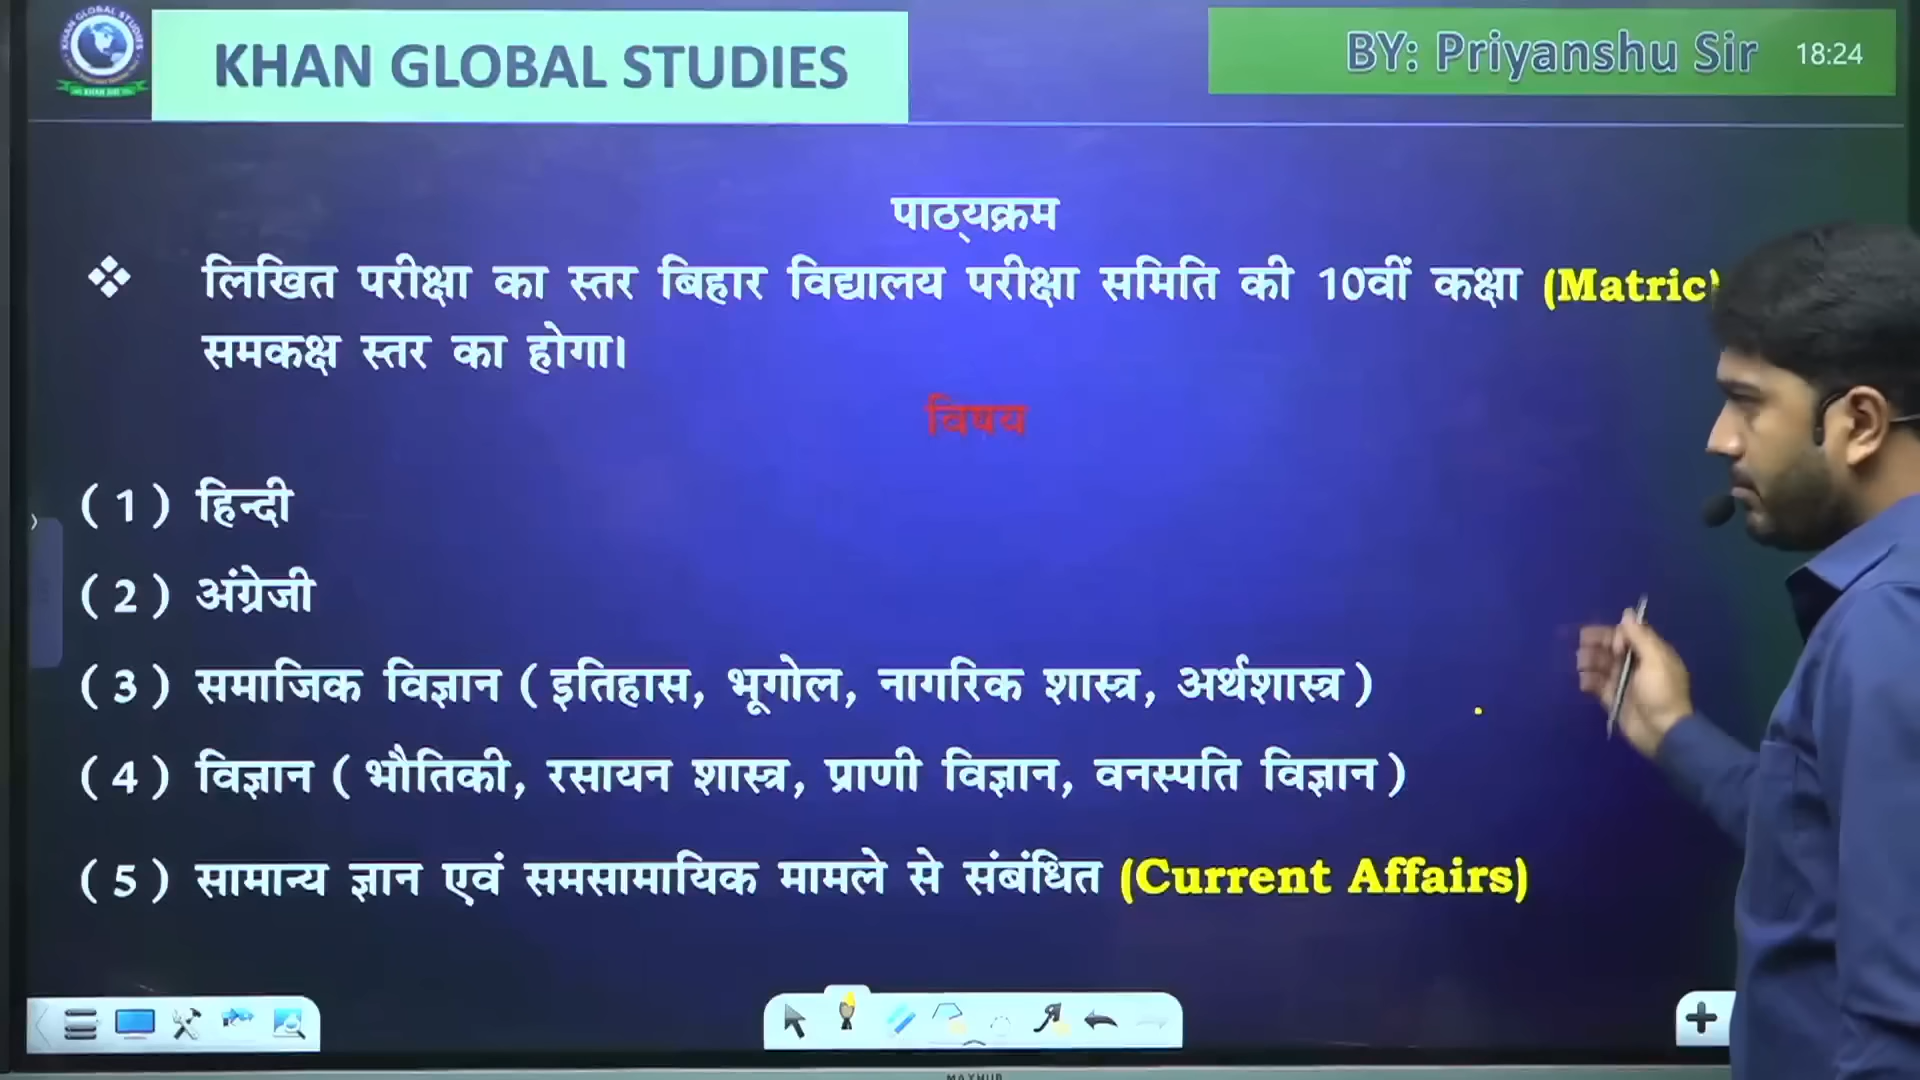 KHAN GLOBAL STUDIES
BY: Priyanshu Sir 18:24
पाठ्यक्रम
❖ लिखित परीक्षा का स्तर बिहार विद्यालय परीक्षा समिति की 10वीं कक्षा (Matric)
समकक्ष स्तर का होगा।
विषय
(1) हिन्दी
(2) अंग्रेजी
(3) समाजिक विज्ञान (इतिहास, भूगोल, नागरिक शास्त्र, अर्थशास्त्र)
(4) विज्ञान (भौतिकी, रसायन शास्त्र, प्राणी विज्ञान, वनस्पति विज्ञान)
(5) सामान्य ज्ञान एवं समसामायिक मामले से संबंधित (Current Affairs)
MAXHUB